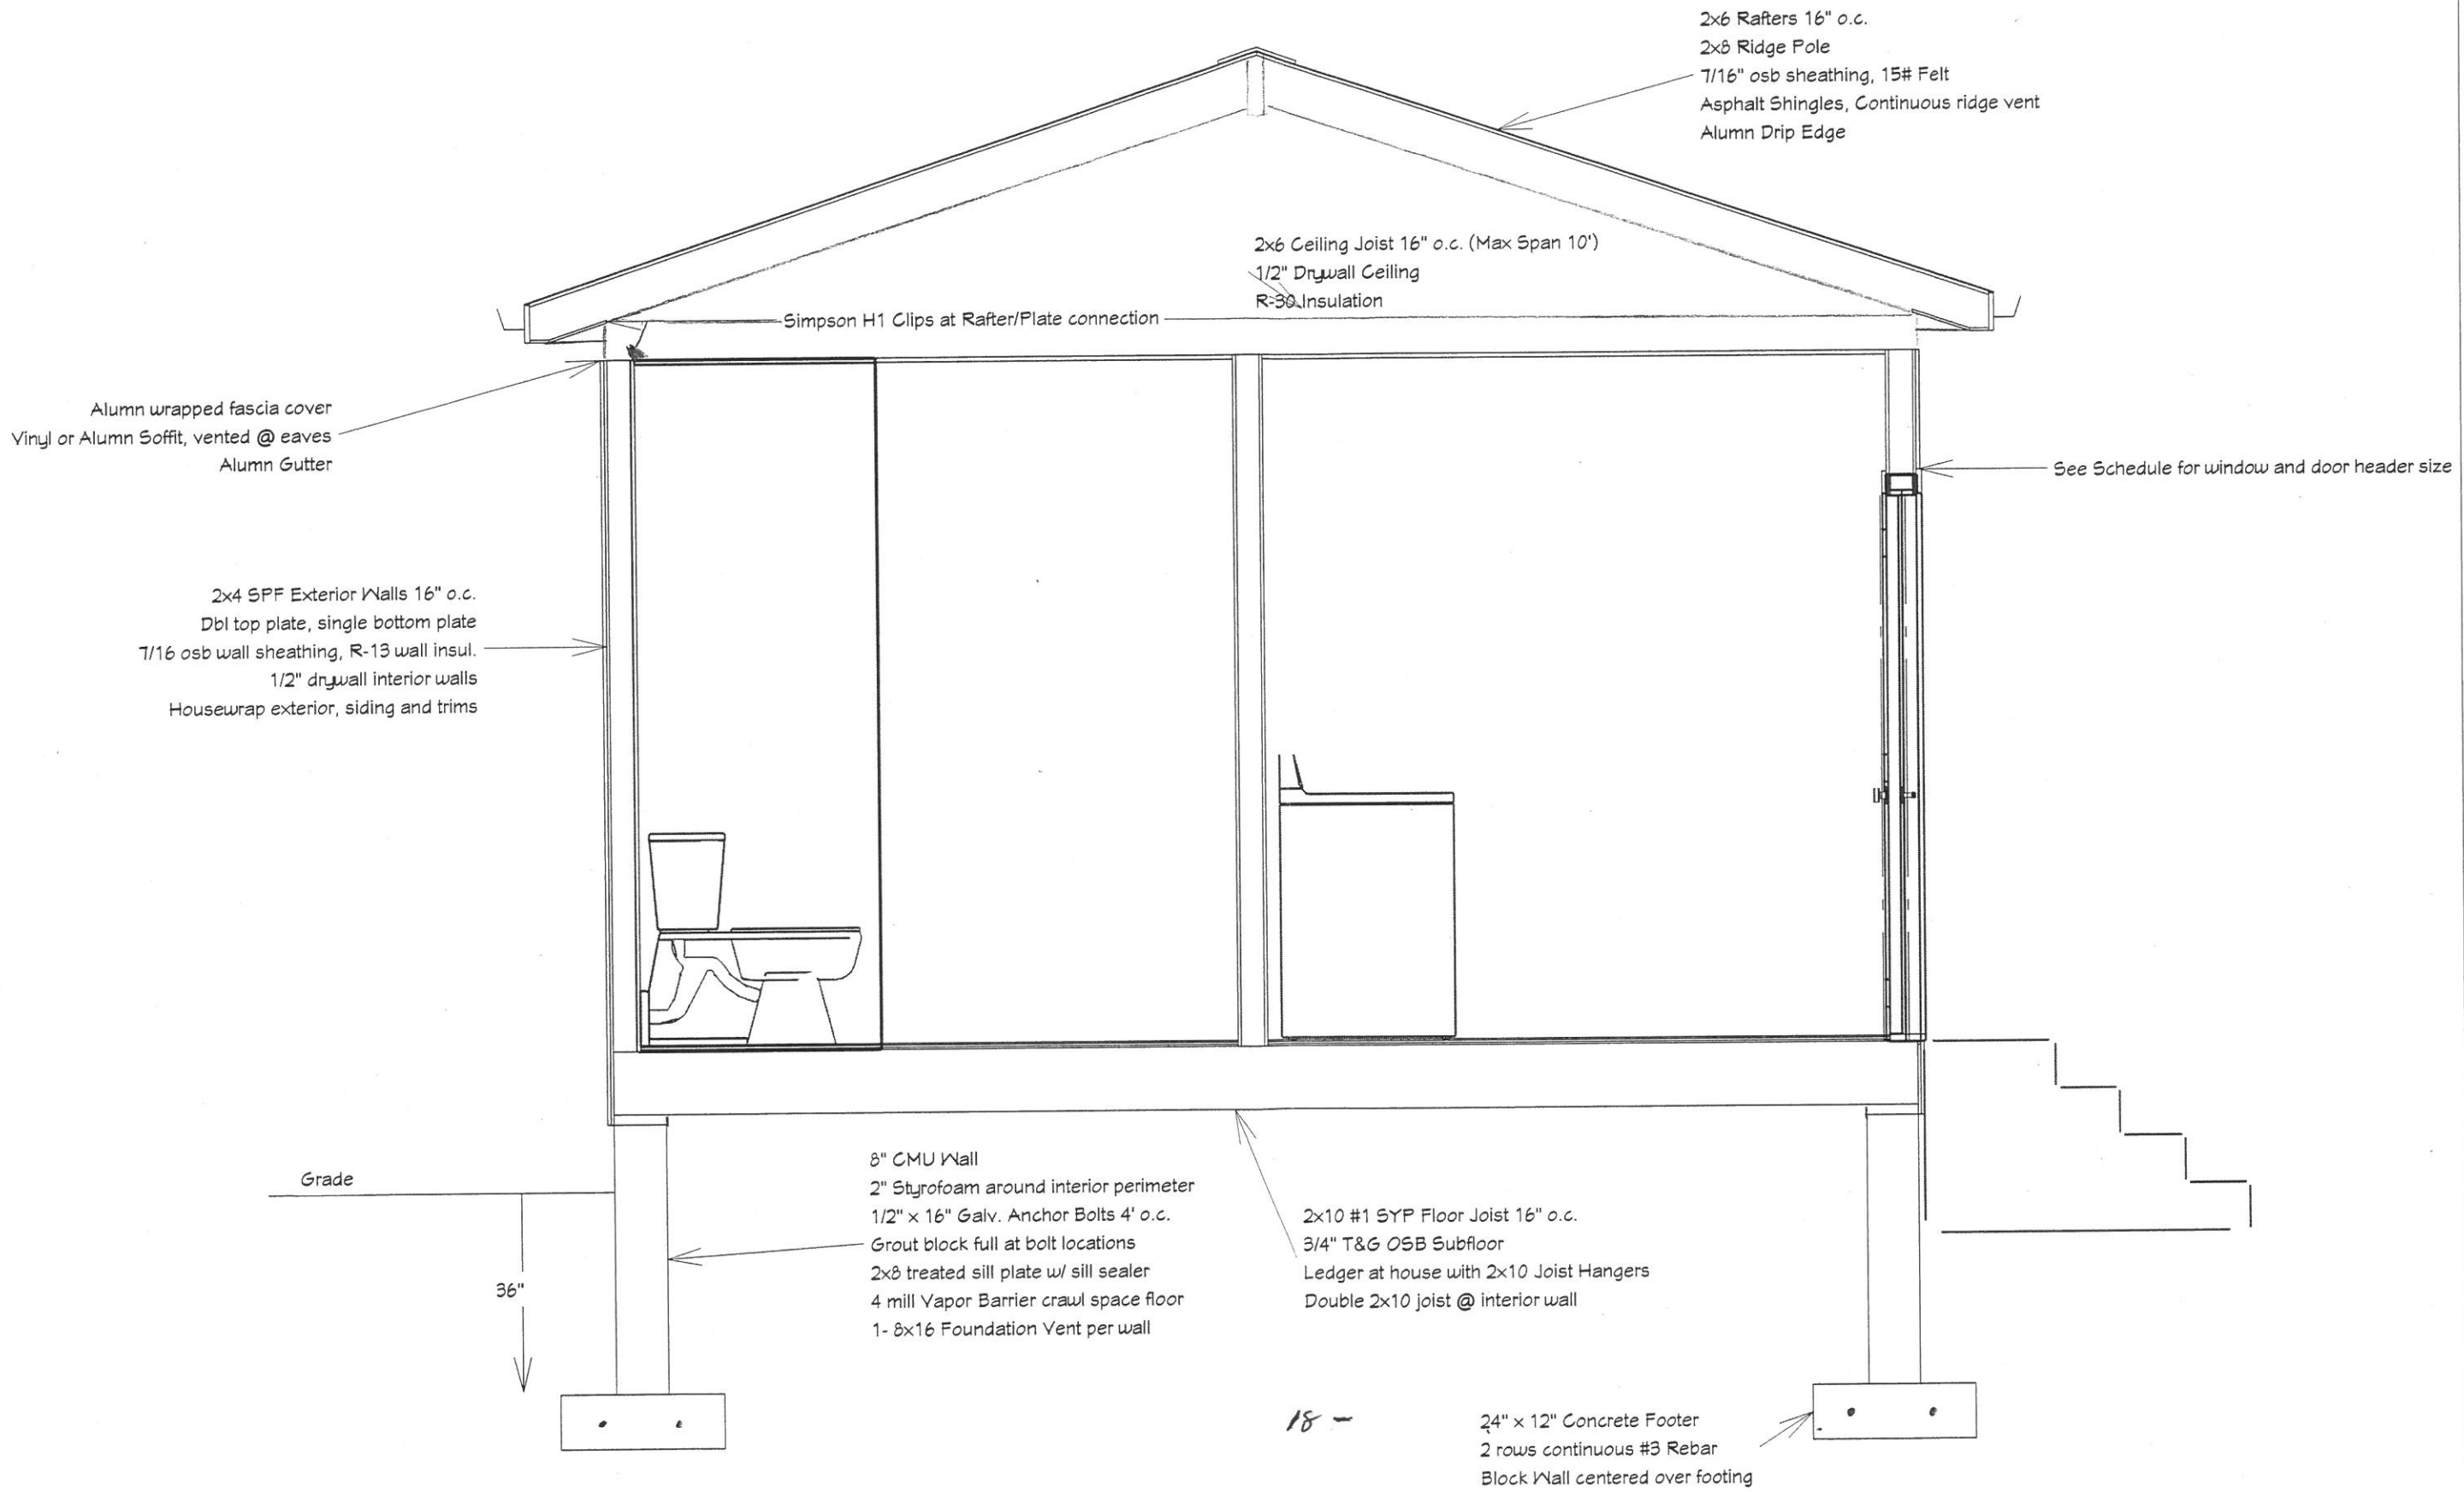 2x6 Rafters 16" o.c.
2x8 Ridge Pole
7/16" osb sheathing, 15# Felt
Asphalt Shingles, Continuous ridge vent
Alumn Drip Edge
2x6 Ceiling Joist 16" o.c. (Max Span 10')
1/2" Drywall Ceiling
R-30 Insulation
Simpson H1 Clips at Rafter/Plate connection
Alumn wrapped fascia cover
Vinyl or Alumn Soffit, vented @ eaves
Alumn Gutter
See Schedule for window and door header size
2x4 SPF Exterior Walls 16" o.c.
Dbl top plate, single bottom plate
7/16 osb wall sheathing, R-13 wall insul.
1/2" drywall interior walls
Housewrap exterior, siding and trims
Grade
36"
8" CMU Wall
2" Styrofoam around interior perimeter
1/2" x 16" Galv. Anchor Bolts 4' o.c.
Grout block full at bolt locations
2x8 treated sill plate w/ sill sealer
4 mill Vapor Barrier crawl space floor
1- 8x16 Foundation Vent per wall
2x10 #1 SYP Floor Joist 16" o.c.
3/4" T&G OSB Subfloor
Ledger at house with 2x10 Joist Hangers
Double 2x10 joist @ interior wall
18 -
24" x 12" Concrete Footer
2 rows continuous #3 Rebar
Block Wall centered over footing